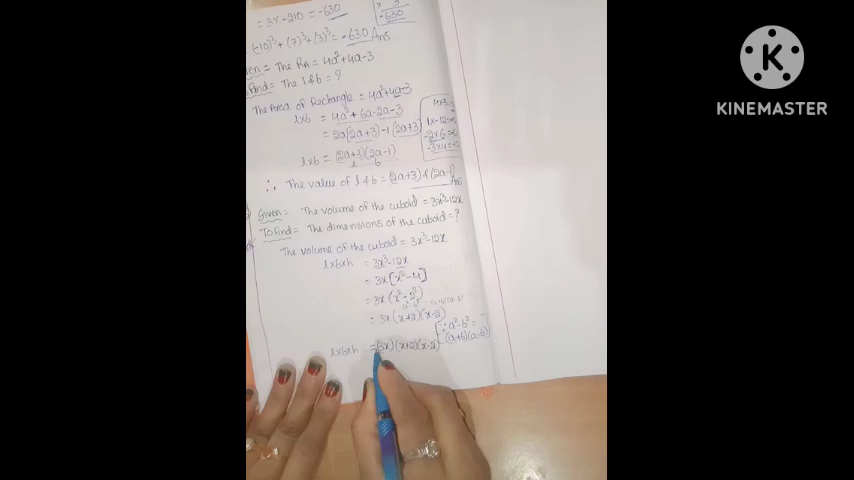 = 3x -210 = -630
-630
(-10)³ + (7)³ + (3)³ = -630 Ans.
The RA = 4a² + 4a - 3
Find = The l & b = ?
The Area of Rectangle = 4a² + 4a - 3
l x b = 4a² + 6a - 2a - 3
= 2a(2a+3) - 1(2a+3)
l x b = (2a+3)(2a-1)
l b
∴ The value of l & b = (2a+3) & (2a-1)
Ans
Given = The volume of the cuboid = 3x³ - 12x
To find = The dimensions of the cuboid = ?
The volume of the cuboid = 3x³ - 12x
l x b x h = 3x³ - 12x
= 3x[x² - 4]
= 3x(x² - 2²)
a² - b² = (a+b)(a-b)
= 3x(x+2)(x-2)
∵ a² - b² =
(a+b)(a-b)
l x b x h = (3x)(x+2)(x-2)
KINEMASTER